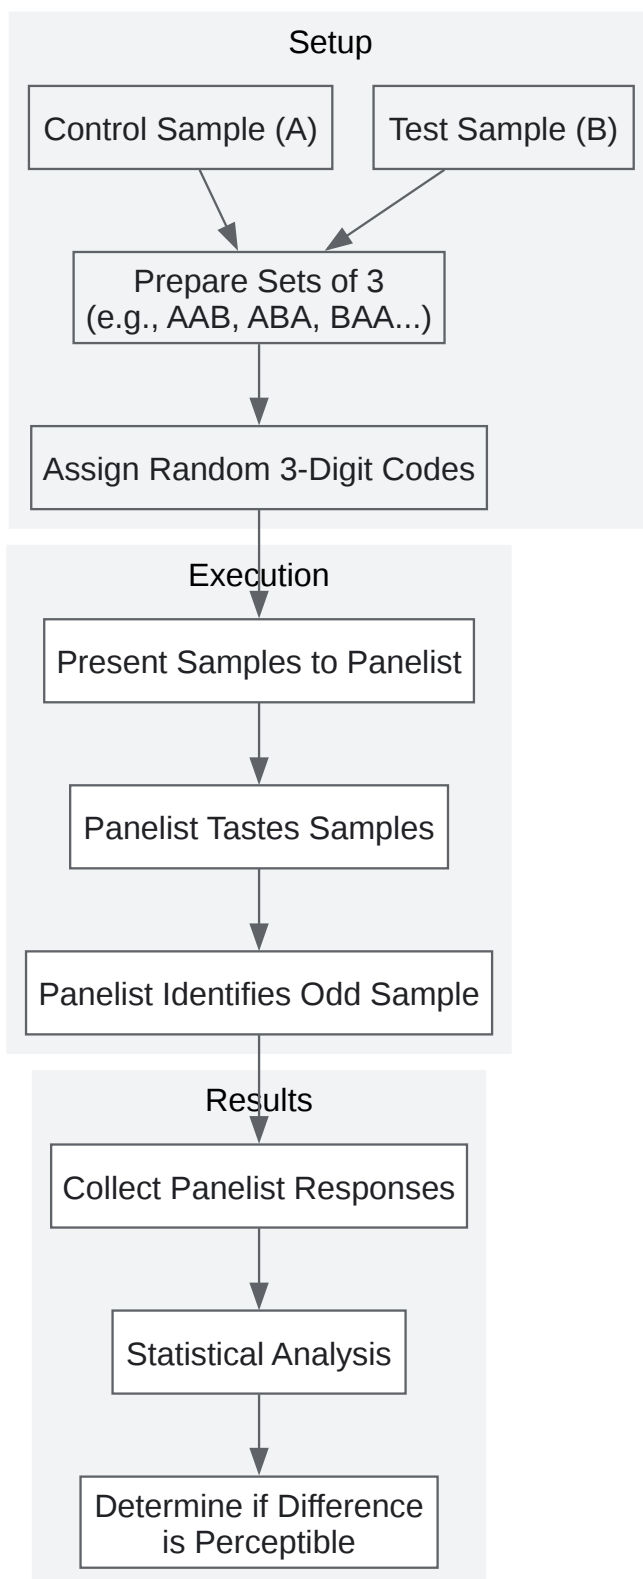 Setup
Control Sample (A)
Test Sample (B)
Prepare Sets of 3
(e.g., AAB, ABA, BAA...)
Assign Random 3-Digit Codes
Execution
Present Samples to Panelist
Panelist Tastes Samples
Panelist Identifies Odd Sample
Results
Collect Panelist Responses
Statistical Analysis
Determine if Difference
is Perceptible